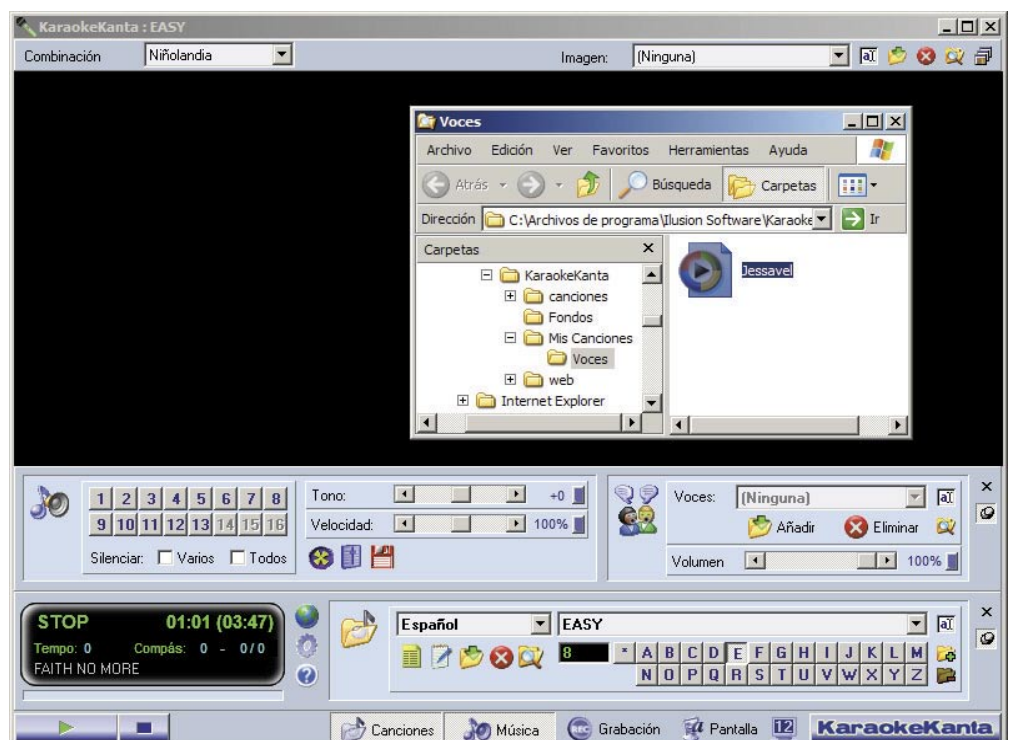 KaraokeKanta : EASY
Combinación Niñolandia Imagen: (Ninguna)
Voces
Archivo Edición Ver Favoritos Herramientas Ayuda
Atrás Búsqueda Carpetas
Dirección C:\Archivos de programa\Ilusion Software\Karaoke Ir
Carpetas
KaraokeKanta
canciones
Fondos
Mis Canciones
Voces
web
Internet Explorer
Jessavel
1 2 3 4 5 6 7 8
9 10 11 12 13 14 15 16
Silenciar: Varios Todos
Tono: +0
Velocidad: 100%
Voces: (Ninguna)
Añadir Eliminar
Volumen 100%
STOP 01:01 (03:47)
Tempo: 0 Compás: 0 - 0/0
FAITH NO MORE
Español EASY
8 * A B C D E F G H I J K L M
N O P Q R S T U V W X Y Z
Canciones Música REC Grabación Pantalla 12 KaraokeKanta